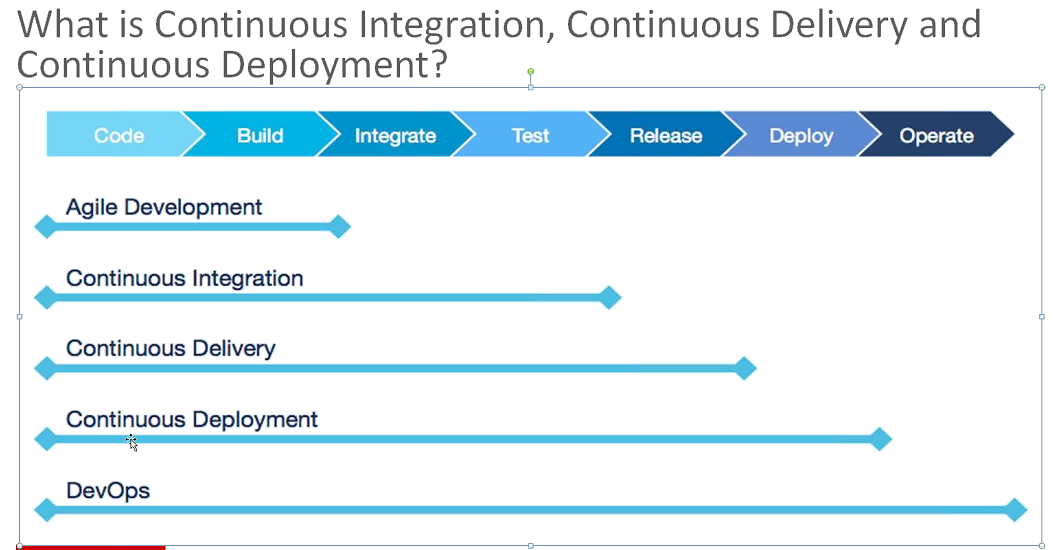 What is Continuous Integration, Continuous Delivery and
Continuous Deployment?
Code Build Integrate Test Release Deploy Operate
Agile Development
Continuous Integration
Continuous Delivery
Continuous Deployment
DevOps